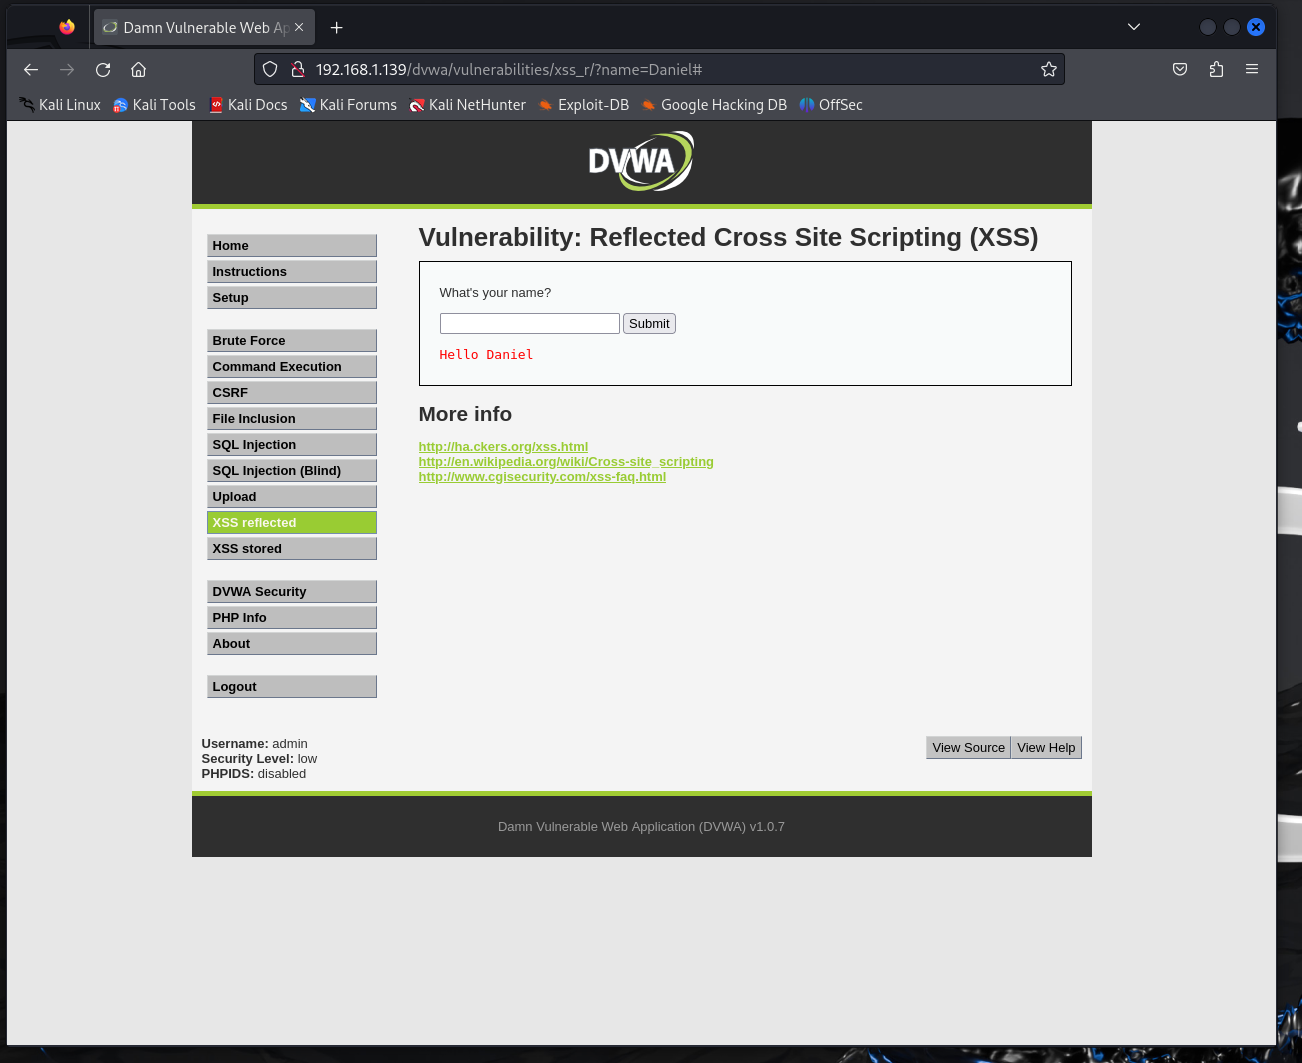 Damn Vulnerable Web Ap
192.168.1.139/dvwa/vulnerabilities/xss_r/?name=Daniel#
Kali Linux Kali Tools Kali Docs Kali Forums Kali NetHunter Exploit-DB Google Hacking DB OffSec
DVWA
Home
Instructions
Setup
Brute Force
Command Execution
CSRF
File Inclusion
SQL Injection
SQL Injection (Blind)
Upload
XSS reflected
XSS stored
DVWA Security
PHP Info
About
Logout
Vulnerability: Reflected Cross Site Scripting (XSS)
What's your name?
Submit
Hello Daniel
More info
http://ha.ckers.org/xss.html
http://en.wikipedia.org/wiki/Cross-site_scripting
http://www.cgisecurity.com/xss-faq.html
Username: admin
Security Level: low
PHPIDS: disabled
View Source View Help
Damn Vulnerable Web Application (DVWA) v1.0.7